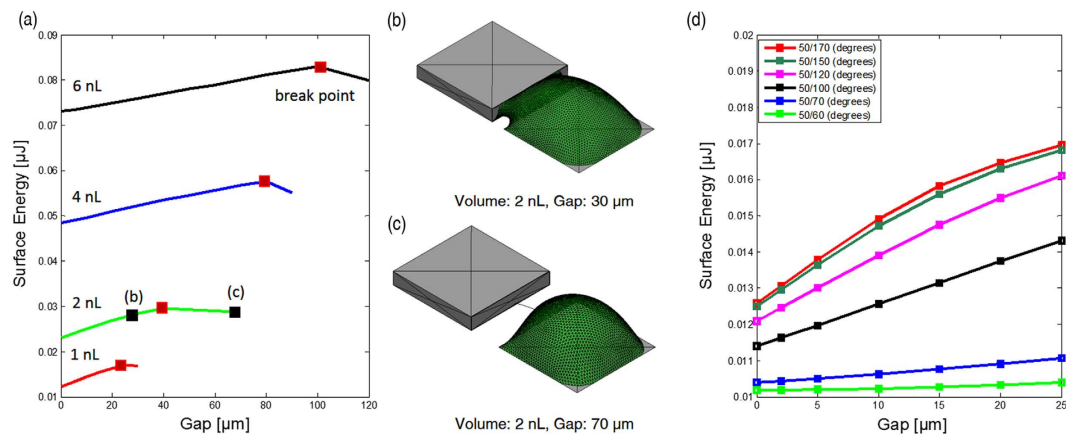 (a)
0.09
0.08
0.07
0.06
0.05
0.04
0.03
0.02
0.01
Surface Energy [µJ]
6 nL
break point
4 nL
2 nL
(b)
(c)
1 nL
0
20
40
60
80
100
120
Gap [µm]
(b)
Volume: 2 nL, Gap: 30 µm
(c)
Volume: 2 nL, Gap: 70 µm
(d)
0.02
0.019
0.018
0.017
0.016
0.015
0.014
0.013
0.012
0.011
0.01
Surface Energy [µJ]
50/170 (degrees)
50/150 (degrees)
50/120 (degrees)
50/100 (degrees)
50/70 (degrees)
50/60 (degrees)
0
5
10
15
20
25
Gap [µm]